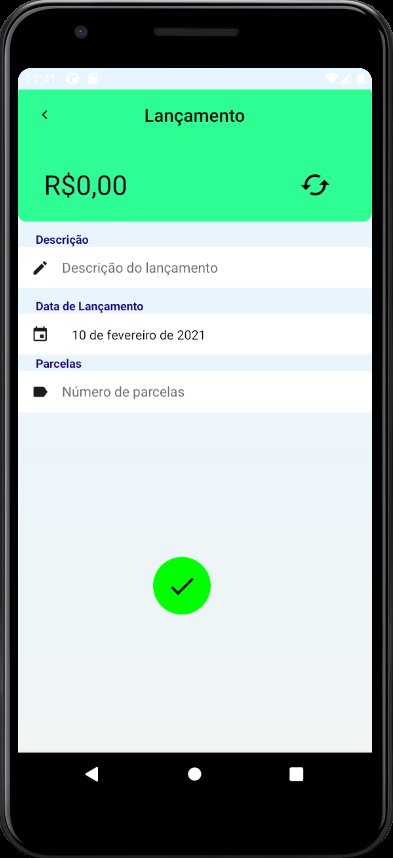 11:41
Lançamento
R$0,00
Descrição
Descrição do lançamento
Data de Lançamento
10 de fevereiro de 2021
Parcelas
Número de parcelas